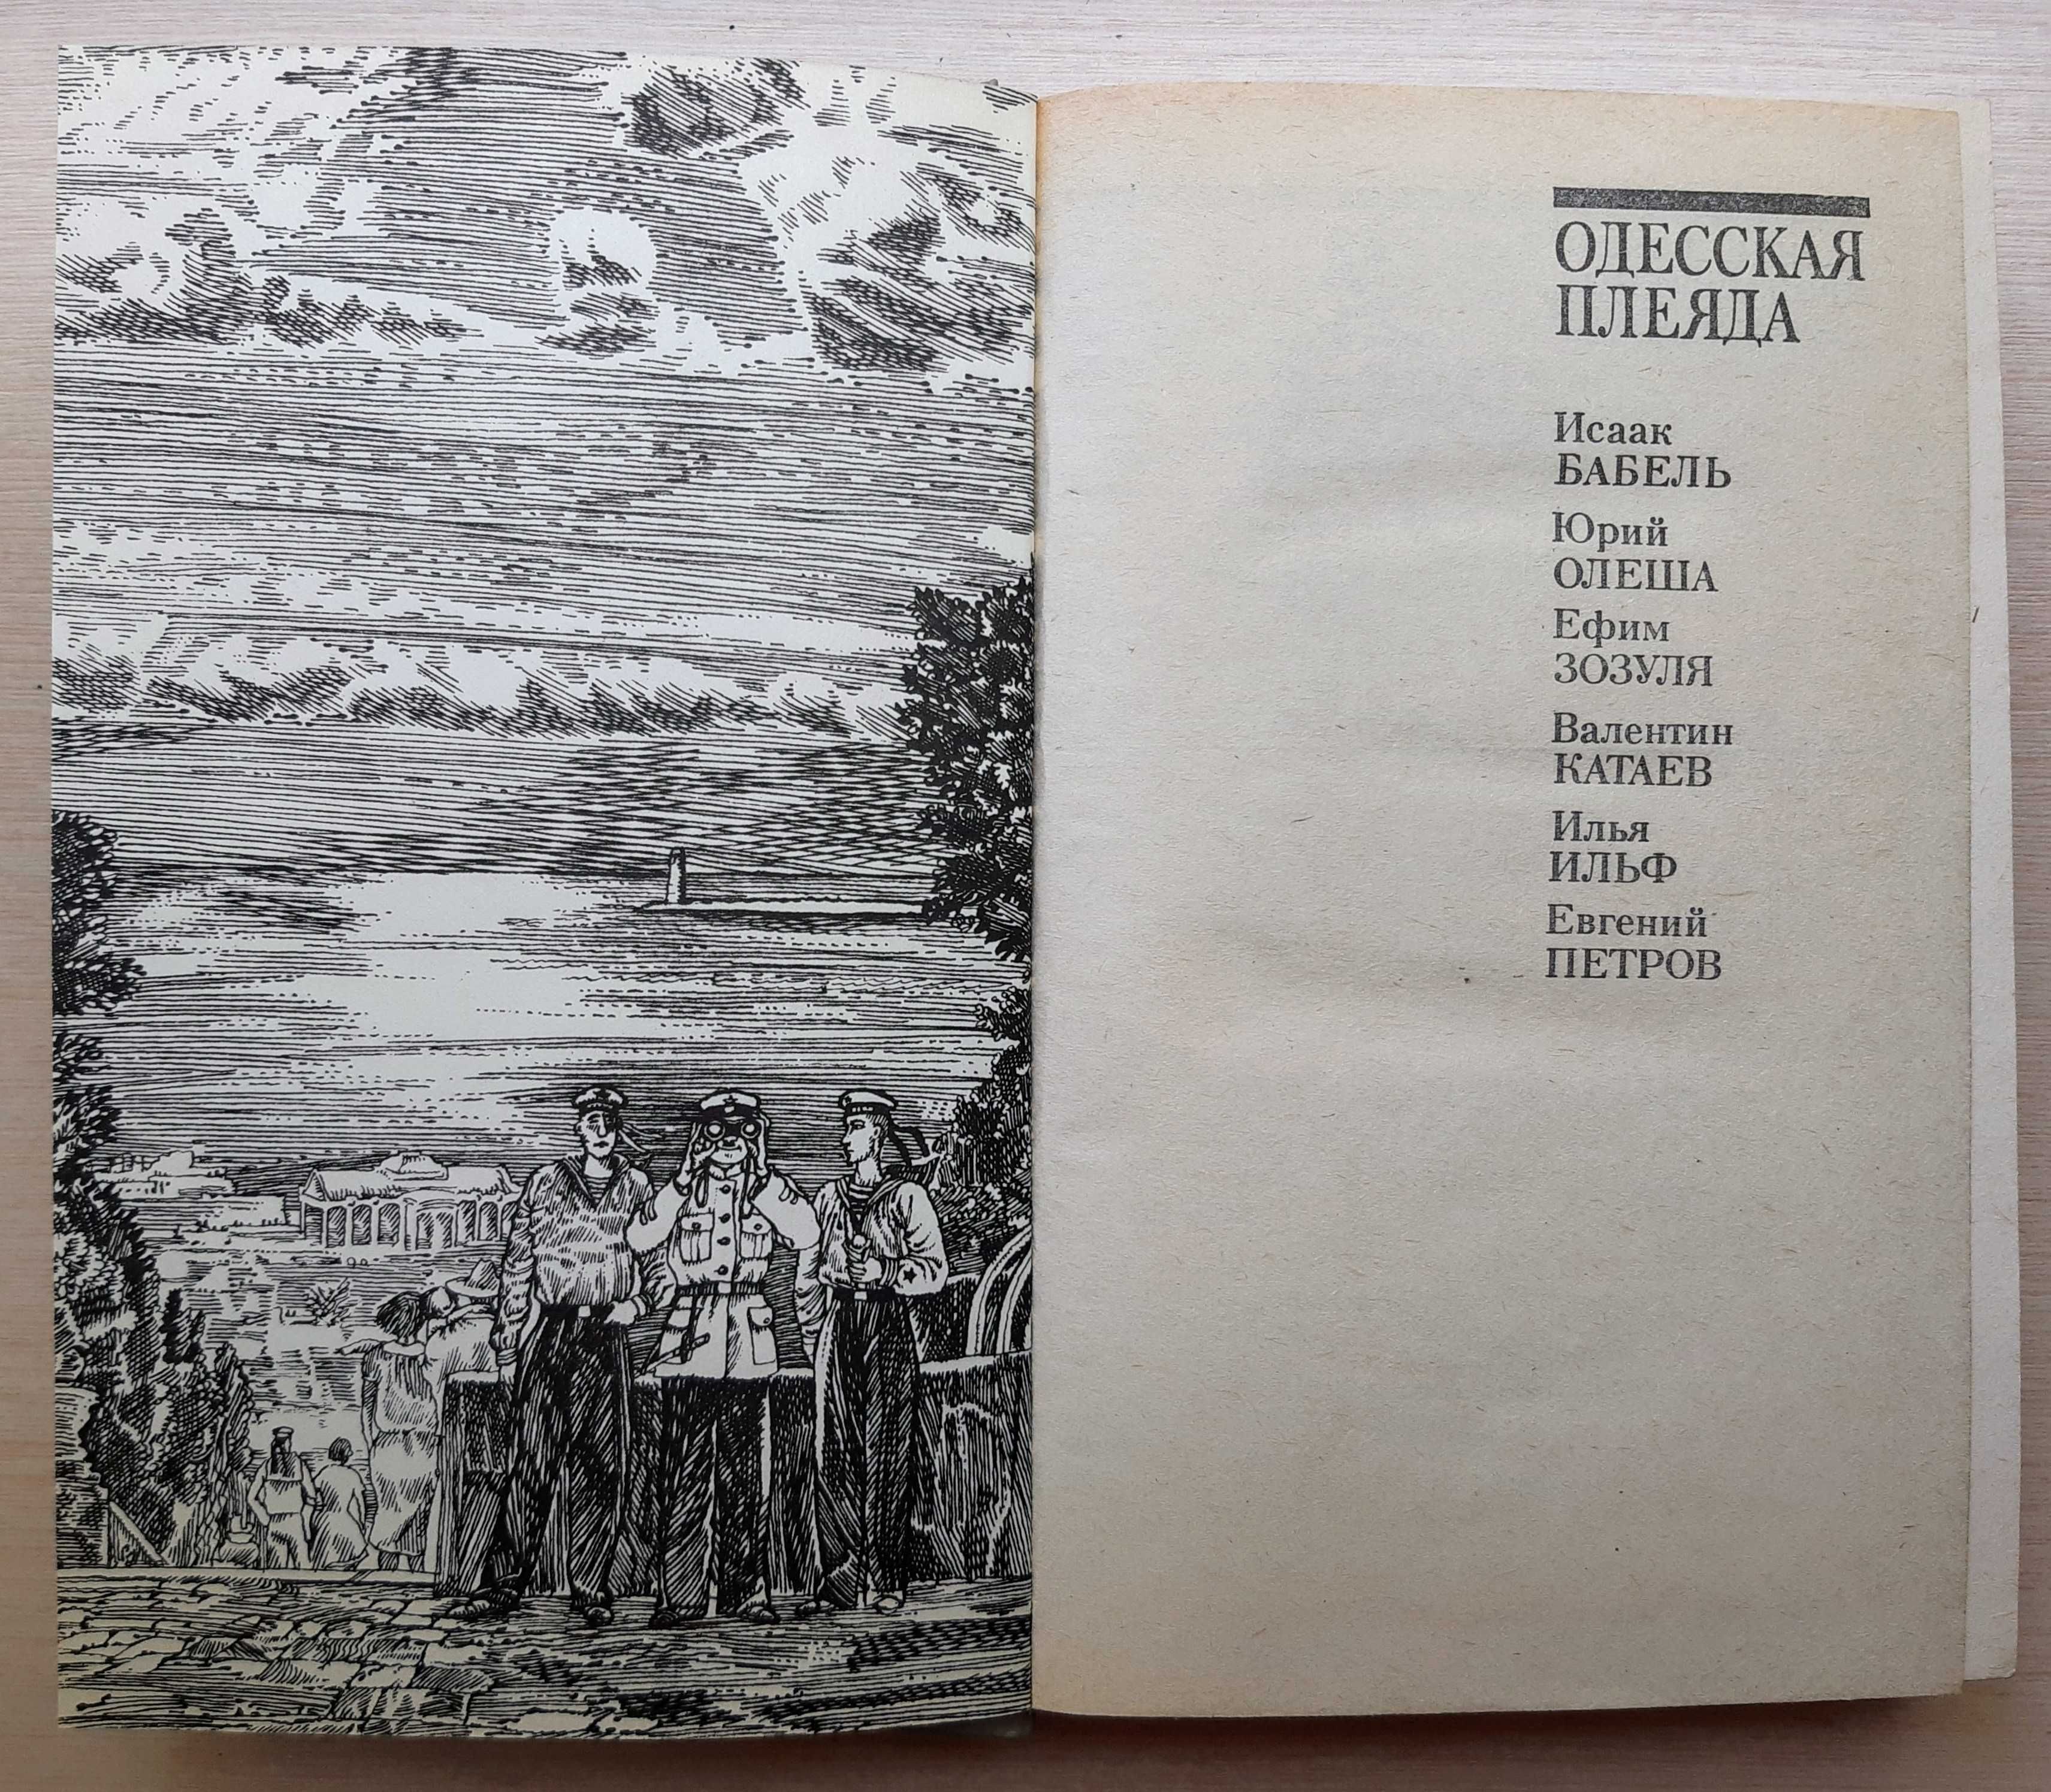 ОДЕССКАЯ
ПЛЕЯДА
Исаак
БАБЕЛЬ
Юрий
ОЛЕША
Ефим
ЗОЗУЛЯ
Валентин
КАТАЕВ
Илья
ИЛЬФ
Евгений
ПЕТРОВ